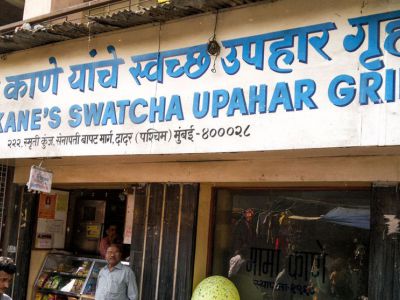 काणे यांचे स्वच्छ उपहार गृह
KANE'S SWATCHA UPAHAR GRI
२२२, स्मृती कुंज, सेनापती बापट मार्ग, दादर (पश्चिम) मुंबई-४०००२८
मामा काणे